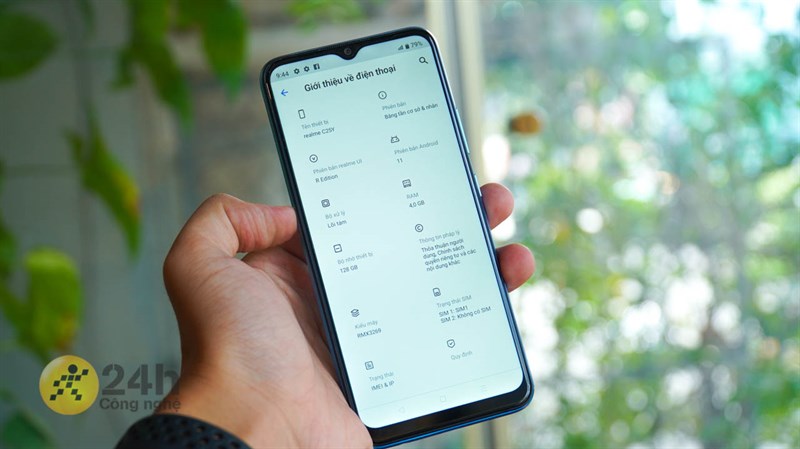 9:44
79%
Giới thiệu về điện thoại
Tên thiết bị
realme C25Y
Phiên bản
Băng tần cơ sở & nhân
Phiên bản realme UI
R Edition
Phiên bản Android
11
Bộ xử lý
Lõi tám
RAM
4,0 GB
Bộ nhớ thiết bị
128 GB
Thông tin pháp lý
Thỏa thuận người
dùng, Chính sách
quyền riêng tư và các
nội dung khác
Kiểu máy
RMX3269
Trạng thái SIM
SIM 1: SIM1
SIM 2: Không có SIM
Trạng thái
IMEI & IP
Quy định
24h
Công nghệ